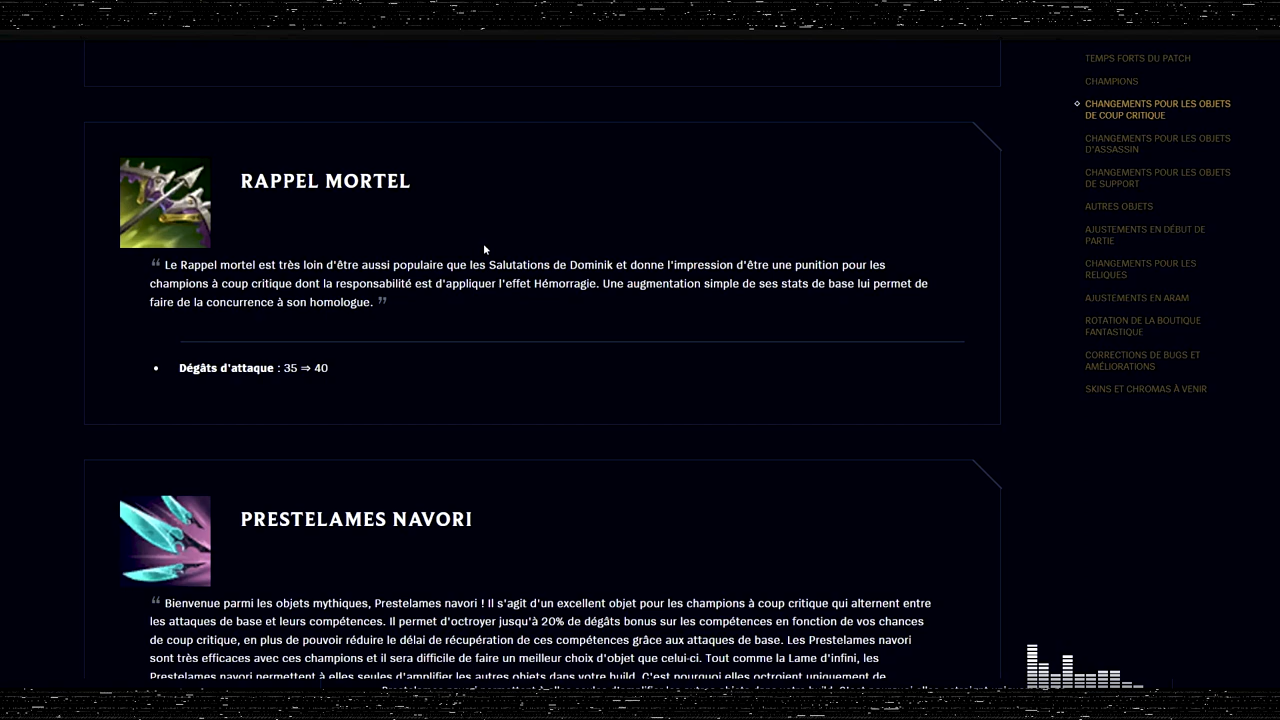 TEMPS FORTS DU PATCH
CHAMPIONS
CHANGEMENTS POUR LES OBJETS
DE COUP CRITIQUE
CHANGEMENTS POUR LES OBJETS
D'ASSASSIN
CHANGEMENTS POUR LES OBJETS
DE SUPPORT
AUTRES OBJETS
AJUSTEMENTS EN DÉBUT DE
PARTIE
CHANGEMENTS POUR LES
RELIQUES
AJUSTEMENTS EN ARAM
ROTATION DE LA BOUTIQUE
FANTASTIQUE
CORRECTIONS DE BUGS ET
AMÉLIORATIONS
SKINS ET CHROMAS À VENIR
RAPPEL MORTEL
“ Le Rappel mortel est très loin d'être aussi populaire que les Salutations de Dominik et donne l'impression d'être une punition pour les
champions à coup critique dont la responsabilité est d'appliquer l'effet Hémorragie. Une augmentation simple de ses stats de base lui permet de
faire de la concurrence à son homologue. ”
• Dégâts d'attaque : 35 ⇒ 40
PRESTELAMES NAVORI
“ Bienvenue parmi les objets mythiques, Prestelames navori ! Il s'agit d'un excellent objet pour les champions à coup critique qui alternent entre
les attaques de base et leurs compétences. Il permet d'octroyer jusqu'à 20% de dégâts bonus sur les compétences en fonction de vos chances
de coup critique, en plus de pouvoir réduire le délai de récupération de ces compétences grâce aux attaques de base. Les Prestelames navori
sont très efficaces avec ces champions et il sera difficile de faire un meilleur choix d'objet que celui-ci. Tout comme la Lame d'infini, les
Prestelames navori permettent à elles seules d'amplifier les autres objets dans votre build. C'est pourquoi elles octroient uniquement de